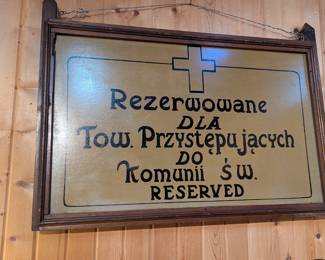 Rezerwowane
DLA
Tow. Przystępujących
DO
Komunii ŚW.
RESERVED